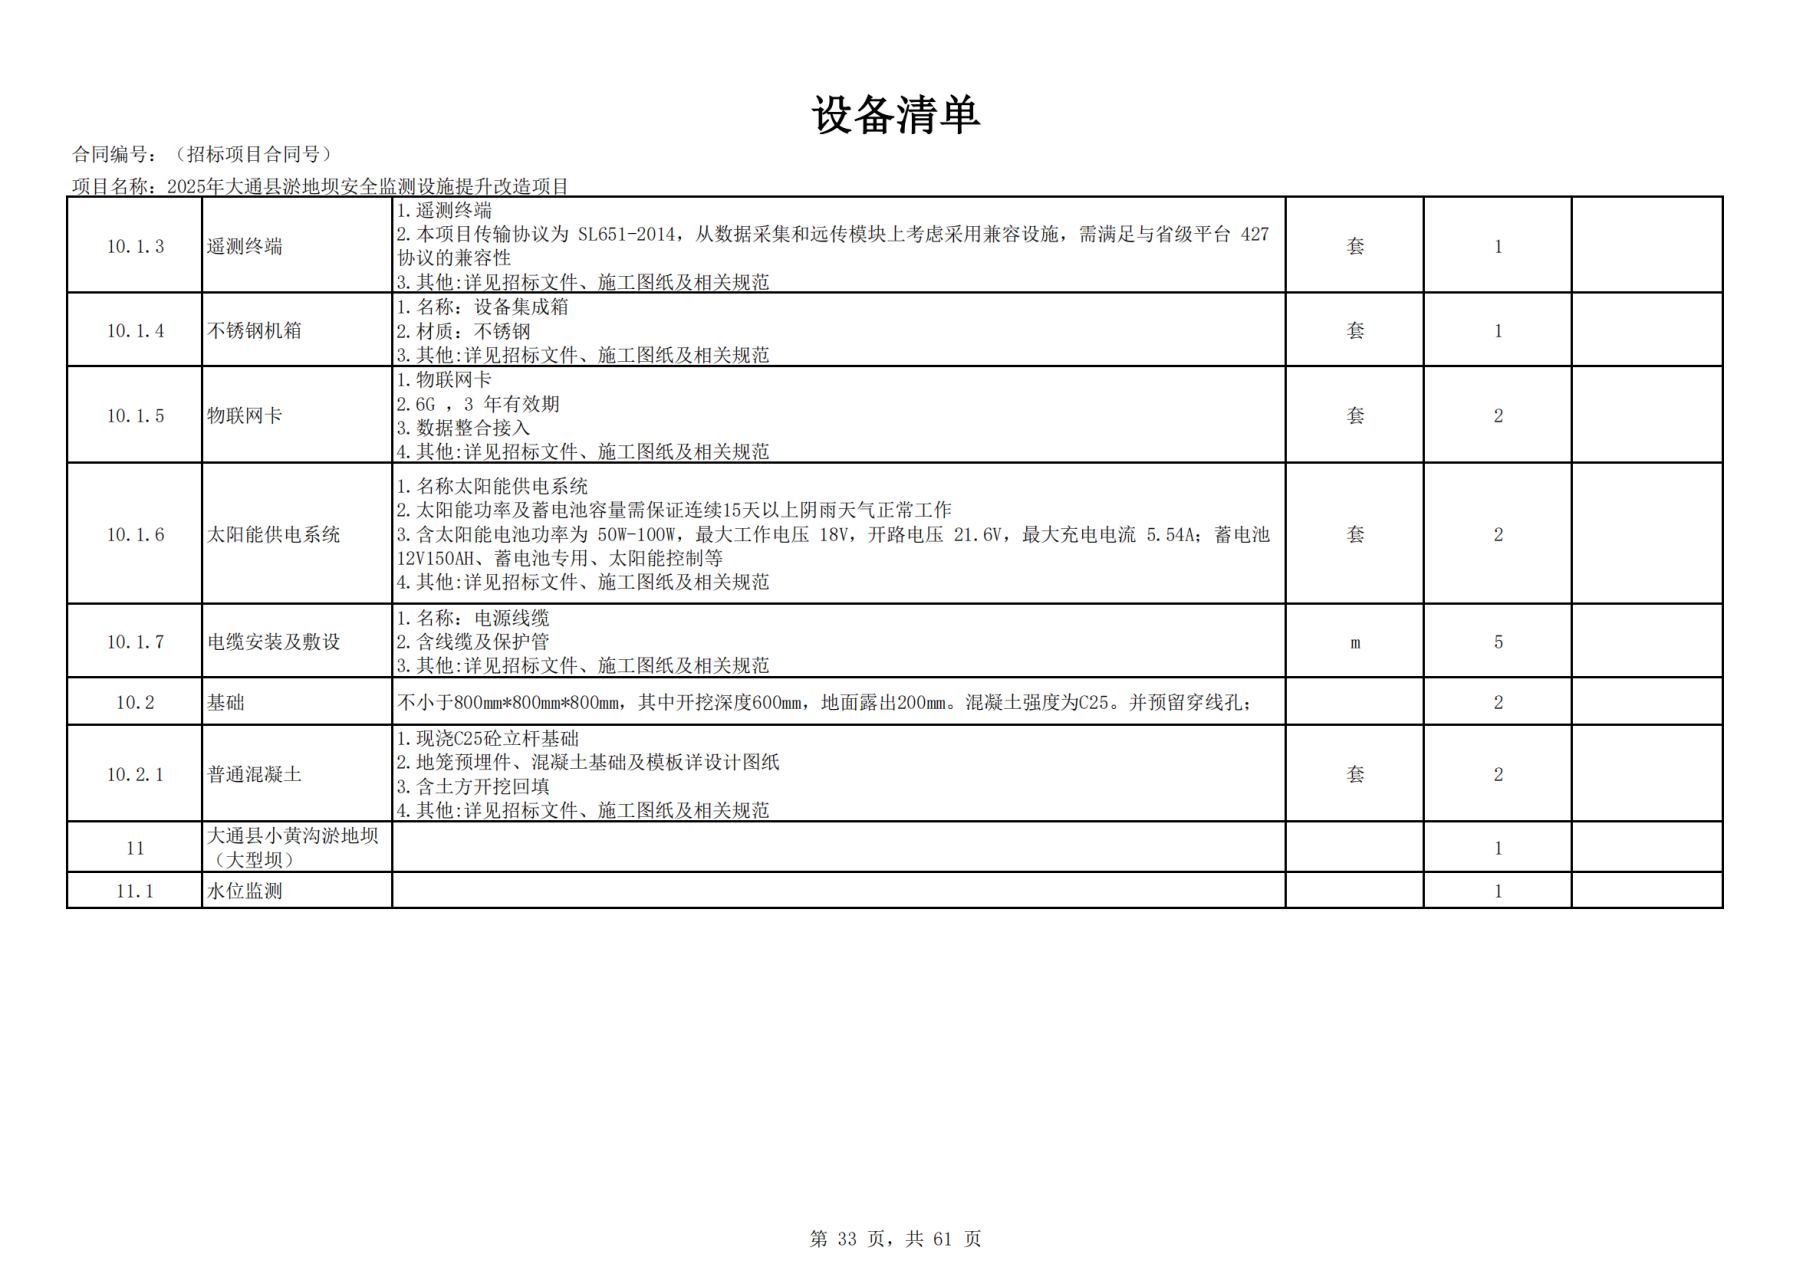 设备清单
合同编号：（招标项目合同号）
项目名称：2025年大通县淤地坝安全监测设施提升改造项目
10.1.3
遥测终端
1.遥测终端
2.本项目传输协议为 SL651-2014，从数据采集和远传模块上考虑采用兼容设施，需满足与省级平台 427
协议的兼容性
3.其他:详见招标文件、施工图纸及相关规范
套
1
10.1.4
不锈钢机箱
1.名称：设备集成箱
2.材质：不锈钢
3.其他:详见招标文件、施工图纸及相关规范
套
1
10.1.5
物联网卡
1.物联网卡
2.6G ，3 年有效期
3.数据整合接入
4.其他:详见招标文件、施工图纸及相关规范
套
2
10.1.6
太阳能供电系统
1.名称太阳能供电系统
2.太阳能功率及蓄电池容量需保证连续15天以上阴雨天气正常工作
3.含太阳能电池功率为 50W-100W，最大工作电压 18V，开路电压 21.6V，最大充电电流 5.54A；蓄电池
12V150AH、蓄电池专用、太阳能控制等
4.其他:详见招标文件、施工图纸及相关规范
套
2
10.1.7
电缆安装及敷设
1.名称：电源线缆
2.含线缆及保护管
3.其他:详见招标文件、施工图纸及相关规范
m
5
10.2
基础
不小于800mm*800mm*800mm，其中开挖深度600mm，地面露出200mm。混凝土强度为C25。并预留穿线孔；
2
10.2.1
普通混凝土
1.现浇C25砼立杆基础
2.地笼预埋件、混凝土基础及模板详设计图纸
3.含土方开挖回填
4.其他:详见招标文件、施工图纸及相关规范
套
2
11
大通县小黄沟淤地坝
（大型坝）
1
11.1
水位监测
1
第 33 页，共 61 页